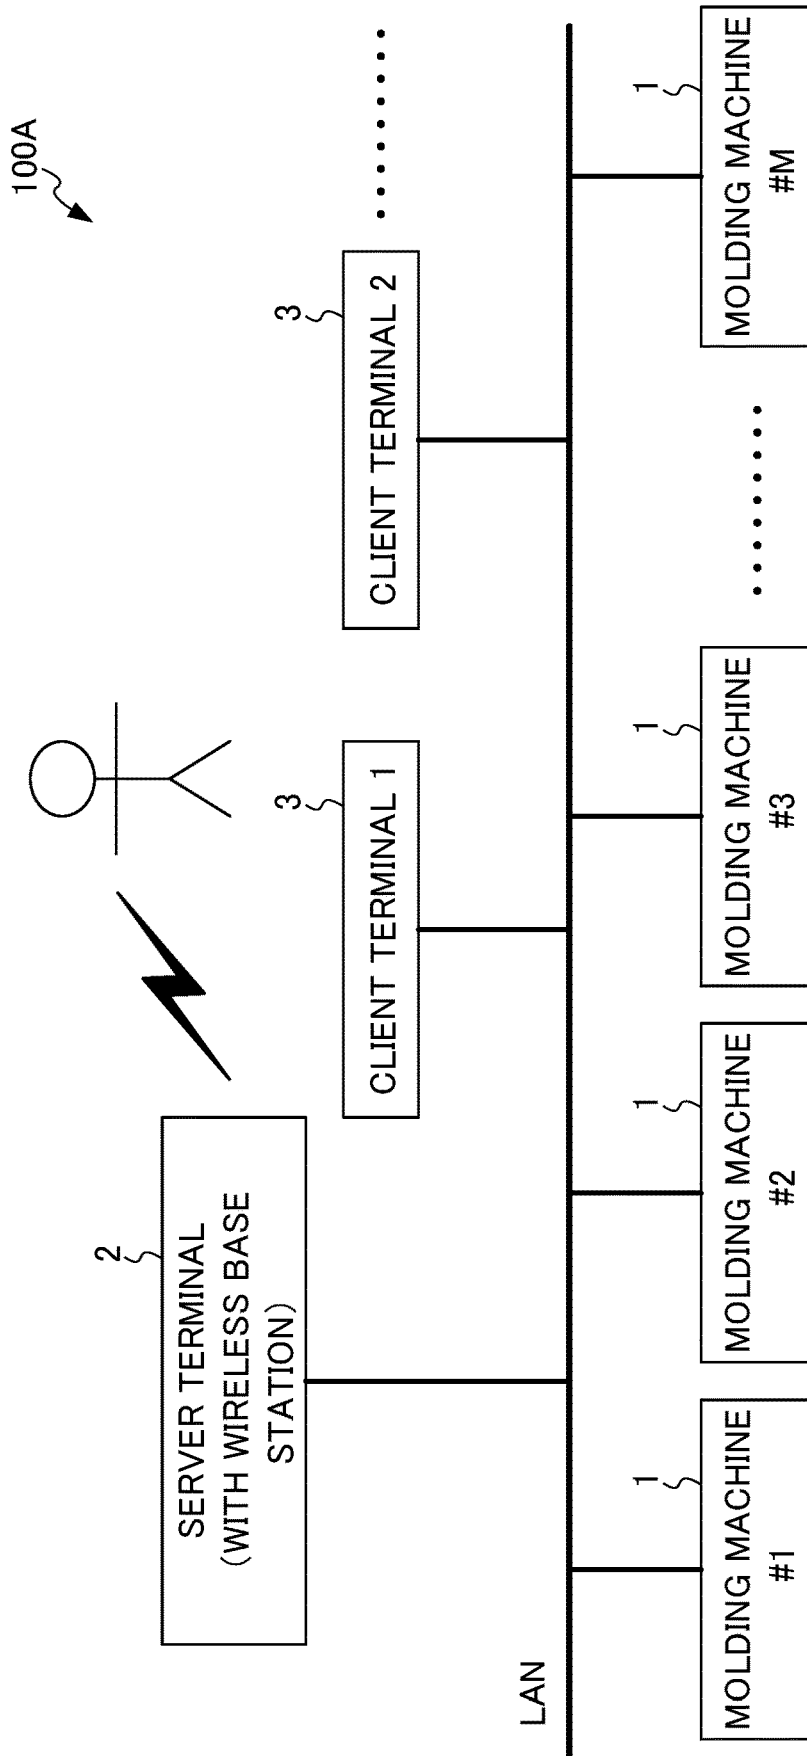 100A
2
SERVER TERMINAL
(WITH WIRELESS BASE
STATION)
3
CLIENT TERMINAL 1
3
CLIENT TERMINAL 2
LAN
1
MOLDING MACHINE
#1
1
MOLDING MACHINE
#2
1
MOLDING MACHINE
#3
1
MOLDING MACHINE
#M